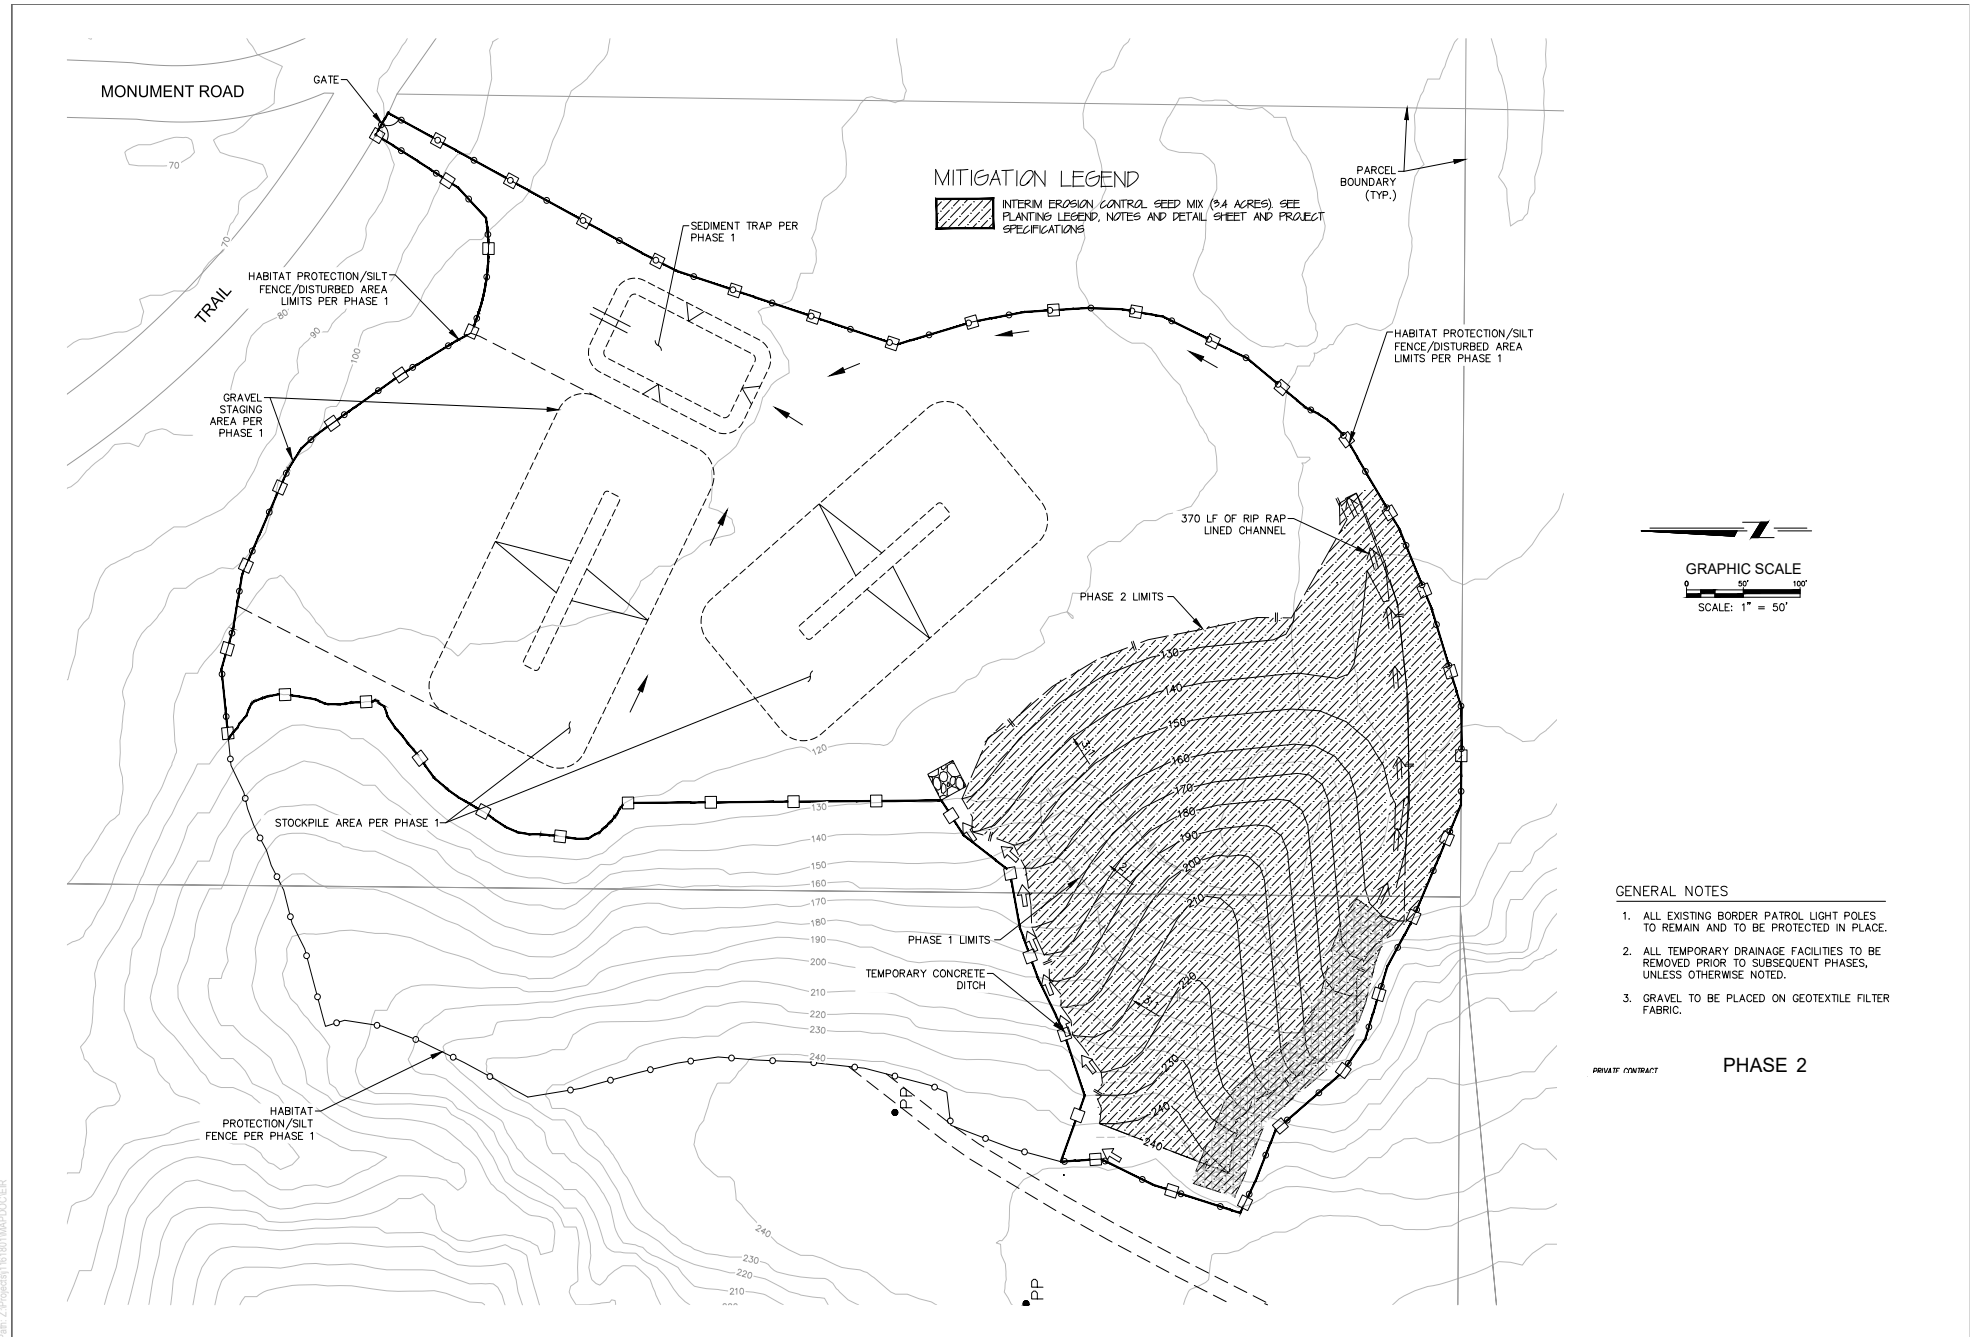 MONUMENT ROAD
GATE
70
TRAIL
70
80
90
100
MITIGATION LEGEND
INTERIM EROSION CONTROL SEED MIX (3.4 ACRES). SEE
PLANTING LEGEND, NOTES AND DETAIL SHEET AND PROJECT
SPECIFICATIONS
PARCEL
BOUNDARY
(TYP.)
SEDIMENT TRAP PER
PHASE 1
HABITAT PROTECTION/SILT
FENCE/DISTURBED AREA
LIMITS PER PHASE 1
HABITAT PROTECTION/SILT
FENCE/DISTURBED AREA
LIMITS PER PHASE 1
GRAVEL
STAGING
AREA PER
PHASE 1
370 LF OF RIP RAP
LINED CHANNEL
PHASE 2 LIMITS
GRAPHIC SCALE
0 50' 100'
SCALE: 1" = 50'
130
140
150
160
170
180
190
200
210
220
230
240
240
3:1
120
130
140
150
160
170
180
190
200
210
220
230
240
STOCKPILE AREA PER PHASE 1
PHASE 1 LIMITS
TEMPORARY CONCRETE
DITCH
HABITAT
PROTECTION/SILT
FENCE PER PHASE 1
PP
PP
240
230
220
210
GENERAL NOTES
1. ALL EXISTING BORDER PATROL LIGHT POLES
TO REMAIN AND TO BE PROTECTED IN PLACE.
2. ALL TEMPORARY DRAINAGE FACILITIES TO BE
REMOVED PRIOR TO SUBSEQUENT PHASES,
UNLESS OTHERWISE NOTED.
3. GRAVEL TO BE PLACED ON GEOTEXTILE FILTER
FABRIC.
PRIVATE CONTRACT
PHASE 2